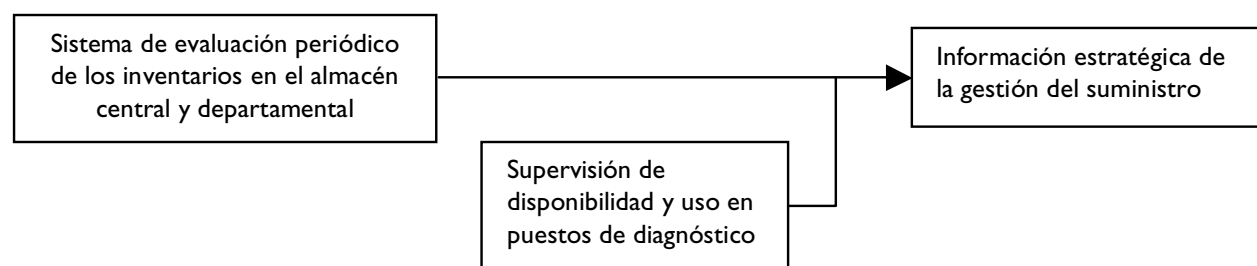 Sistema de evaluación periódico
de los inventarios en el almacén
central y departamental
Información estratégica de
la gestión del suministro
Supervisión de
disponibilidad y uso en
puestos de diagnóstico